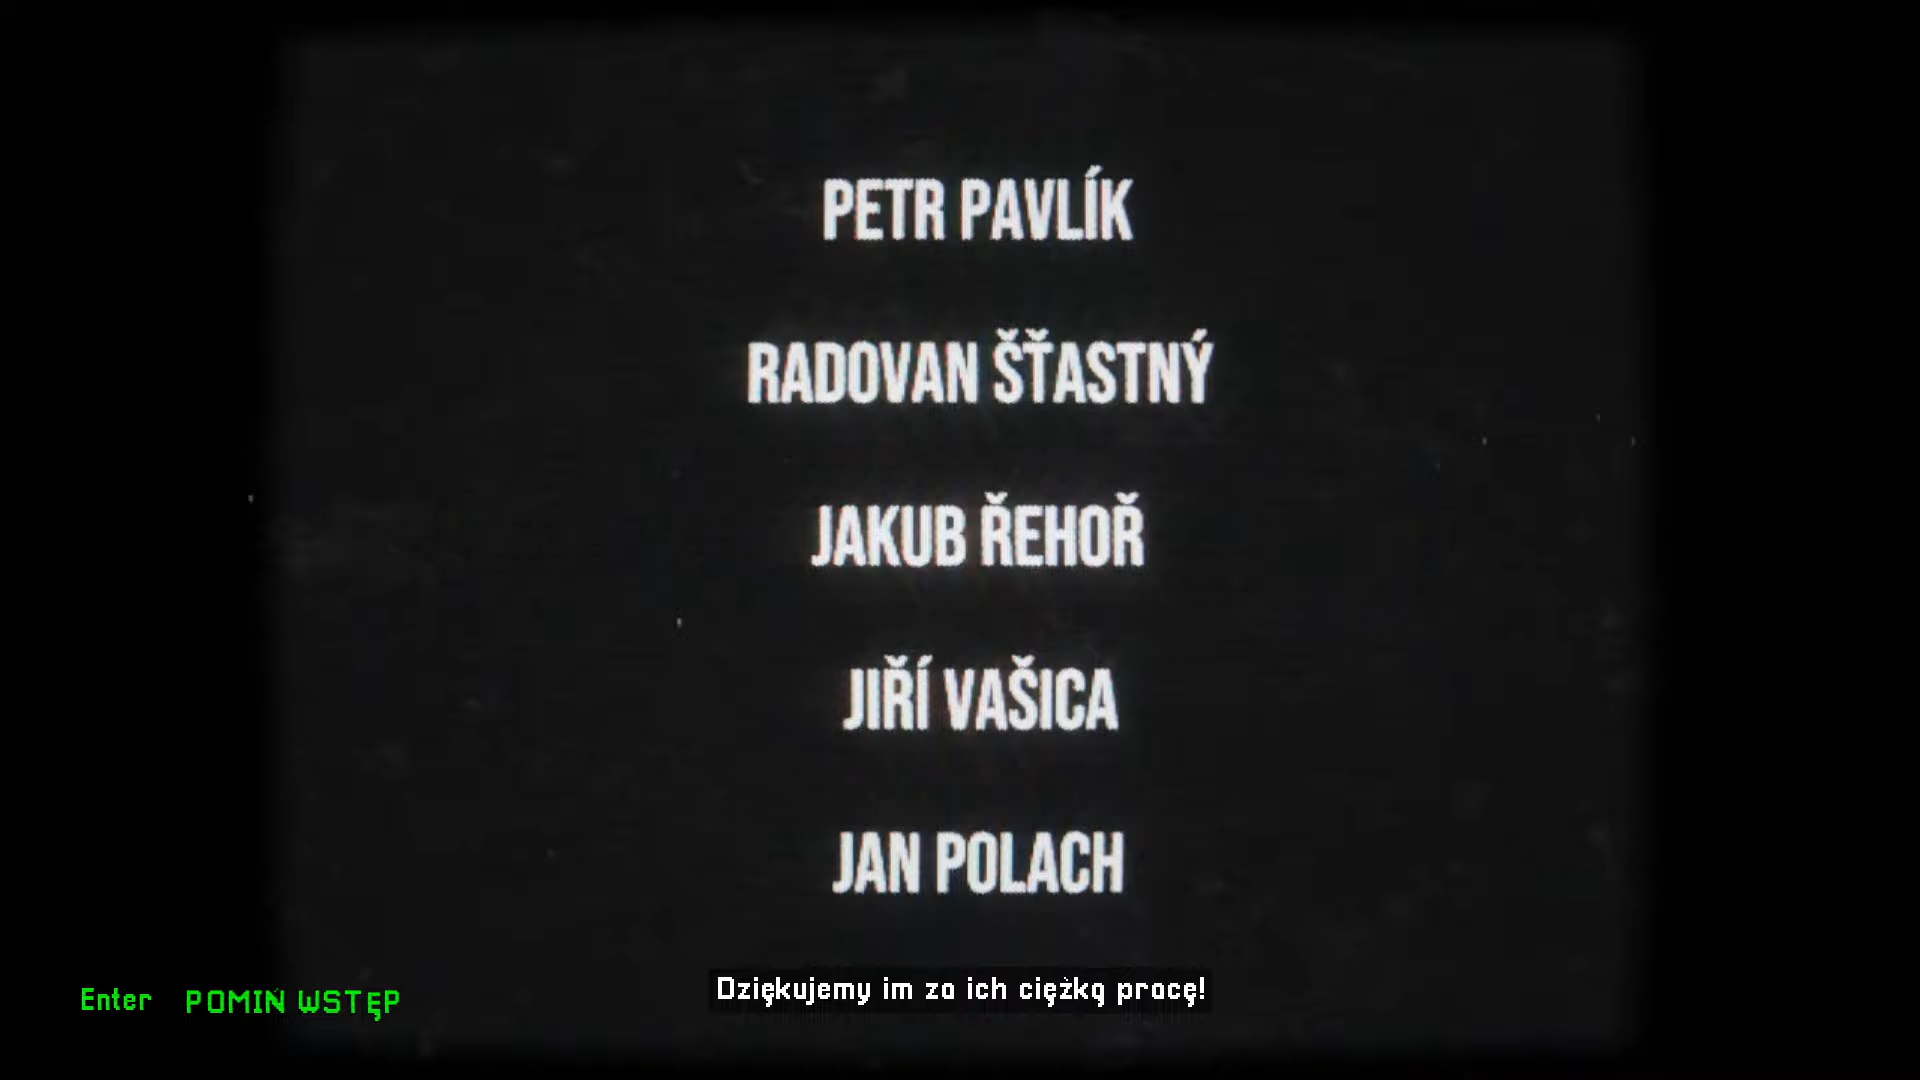 PETR PAVLÍK
RADOVAN ŠŤASTNÝ
JAKUB ŘEHOŘ
JIŘÍ VAŠICA
JAN POLACH
Dziękujemy im za ich ciężką pracę!
Enter POMIŃ WSTĘP